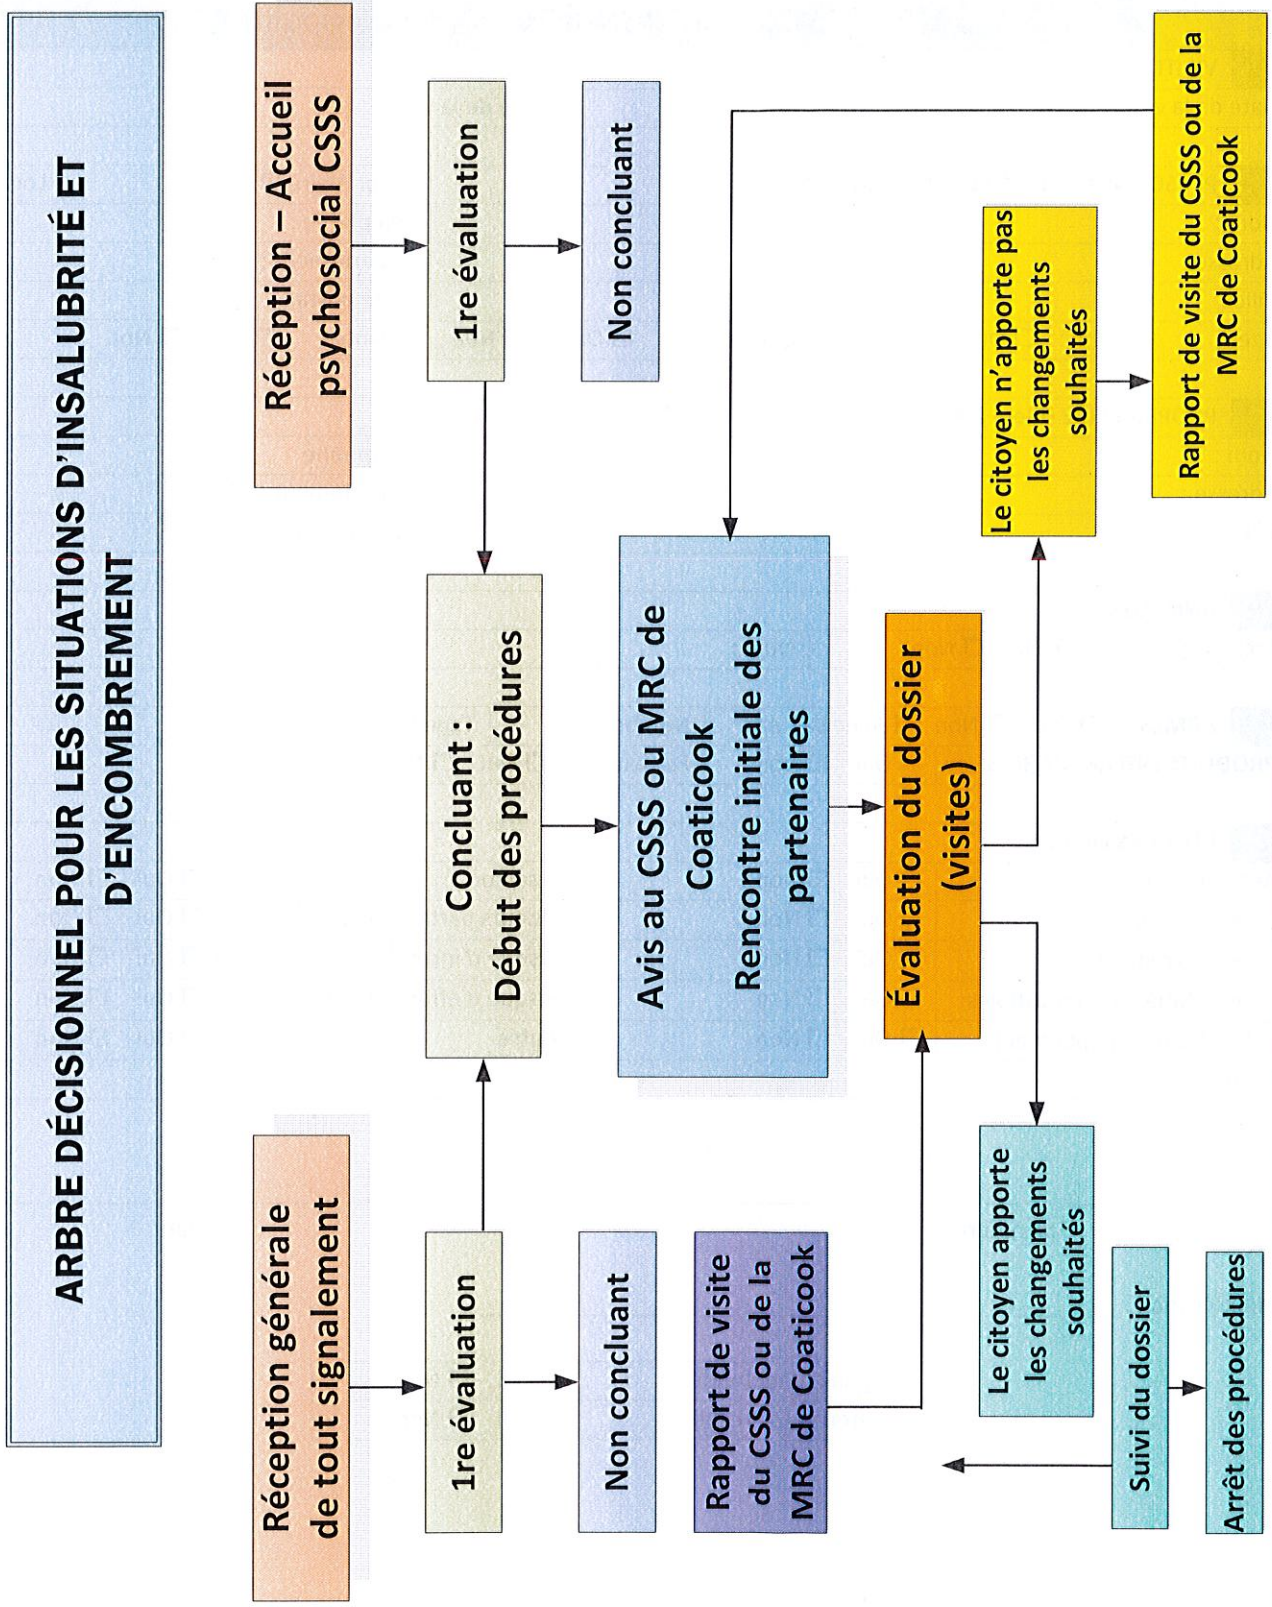 ARBRE DÉCISIONNEL POUR LES SITUATIONS D'INSALUBRITÉ ET
D'ENCOMBREMENT
Réception générale
de tout signalement
Réception – Accueil
psychosocial CSSS
1re évaluation
1re évaluation
Concluant :
Début des procédures
Non concluant
Non concluant
Avis au CSSS ou MRC de
Coaticook
Rencontre initiale des
partenaires
Rapport de visite
du CSSS ou de la
MRC de Coaticook
Évaluation du dossier
(visites)
Le citoyen apporte
les changements
souhaités
Le citoyen n'apporte pas
les changements
souhaités
Suivi du dossier
Arrêt des procédures
Rapport de visite du CSSS ou de la
MRC de Coaticook